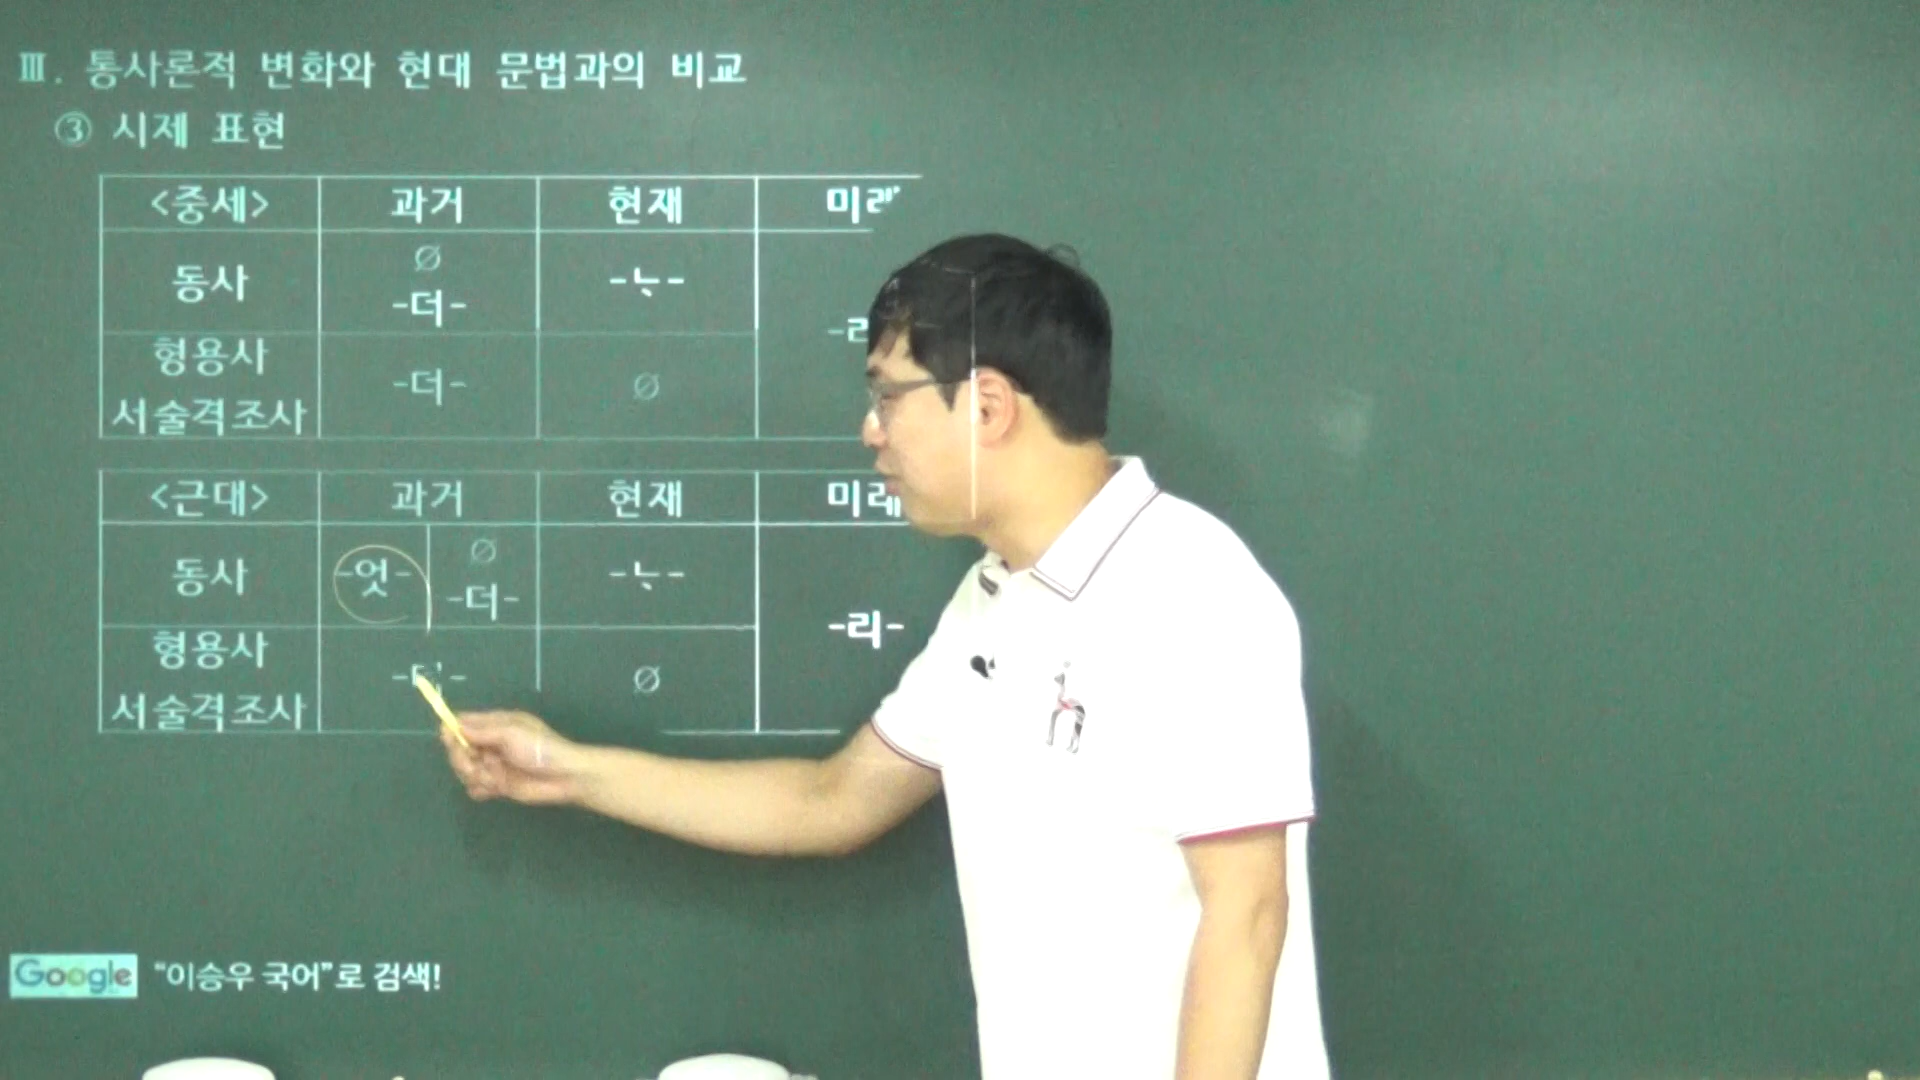 Ⅲ. 통사론적 변화와 현대 문법과의 비교
③ 시제 표현
<중세> 과거 현재 미래
동사 ∅ -더- -ᄂᆞ-
형용사 서술격조사 -더- ∅
<근대> 과거 현재 미래
동사 -엇- ∅ -더- -ᄂᆞ- -리-
형용사 서술격조사 ∅
Google “이승우 국어”로 검색!